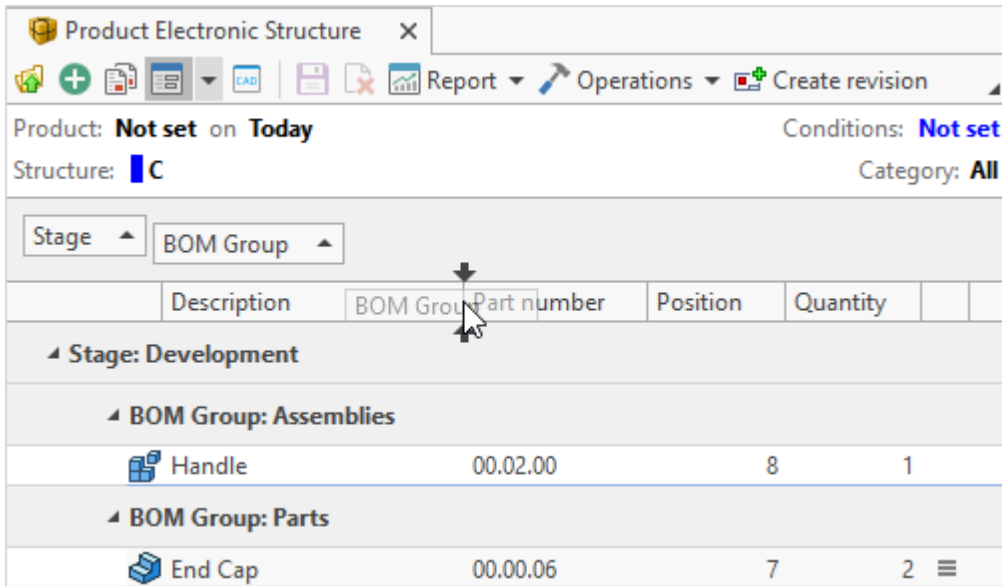 Product Electronic Structure
CAD Report Operations Create revision
Product: Not set on Today Conditions: Not set
Structure: C Category: All
Stage BOM Group
Description BOM Group Part number Position Quantity
Stage: Development
BOM Group: Assemblies
Handle 00.02.00 8 1
BOM Group: Parts
End Cap 00.00.06 7 2